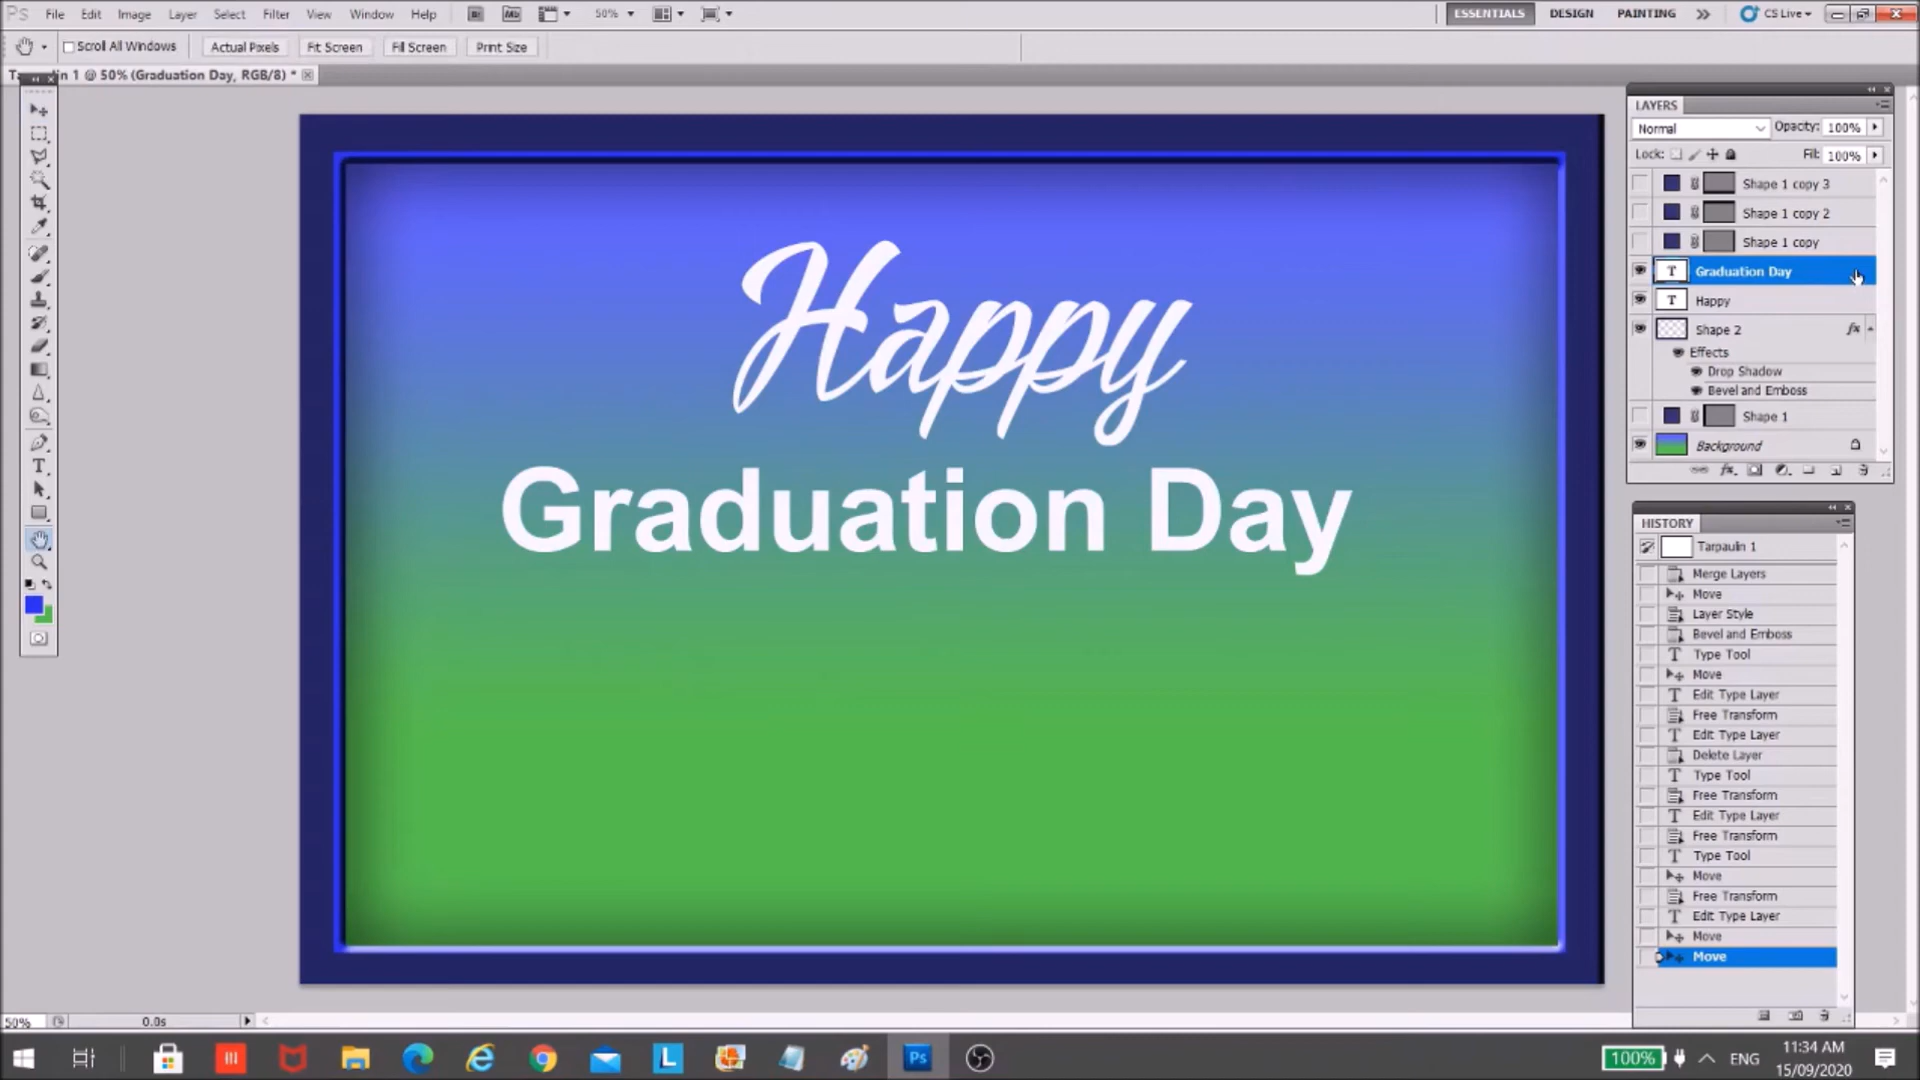 Ps File Edit Image Layer Select Filter View Window Help Br Mb 50% ESSENTIALS DESIGN PAINTING CS Live
Scroll All Windows Actual Pixels Fit Screen Fill Screen Print Size
1 @ 50% (Graduation Day, RGB/8) *
LAYERS
Normal Opacity: 100%
Lock: Fill: 100%
Shape 1 copy 3
Shape 1 copy 2
Shape 1 copy
T Graduation Day
T Happy
Shape 2 fx
Effects
Drop Shadow
Bevel and Emboss
Shape 1
Background
fx
Happy
Graduation Day
T
HISTORY
Tarpaulin 1
Merge Layers
Move
Layer Style
Bevel and Emboss
T Type Tool
Move
T Edit Type Layer
Free Transform
T Edit Type Layer
Delete Layer
T Type Tool
Free Transform
T Edit Type Layer
Free Transform
T Type Tool
Move
Free Transform
T Edit Type Layer
Move
Move
50% 0.0s
L Ps 100% ENG 11:34 AM
15/09/2020